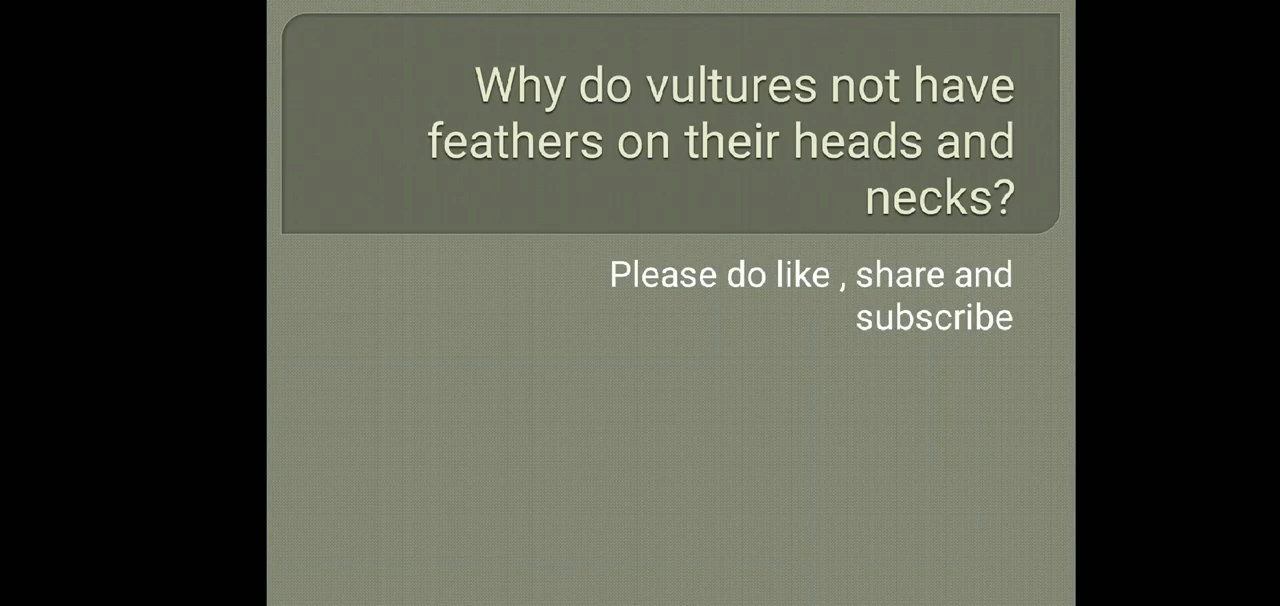 Why do vultures not have
feathers on their heads and
necks?
Please do like , share and
subscribe